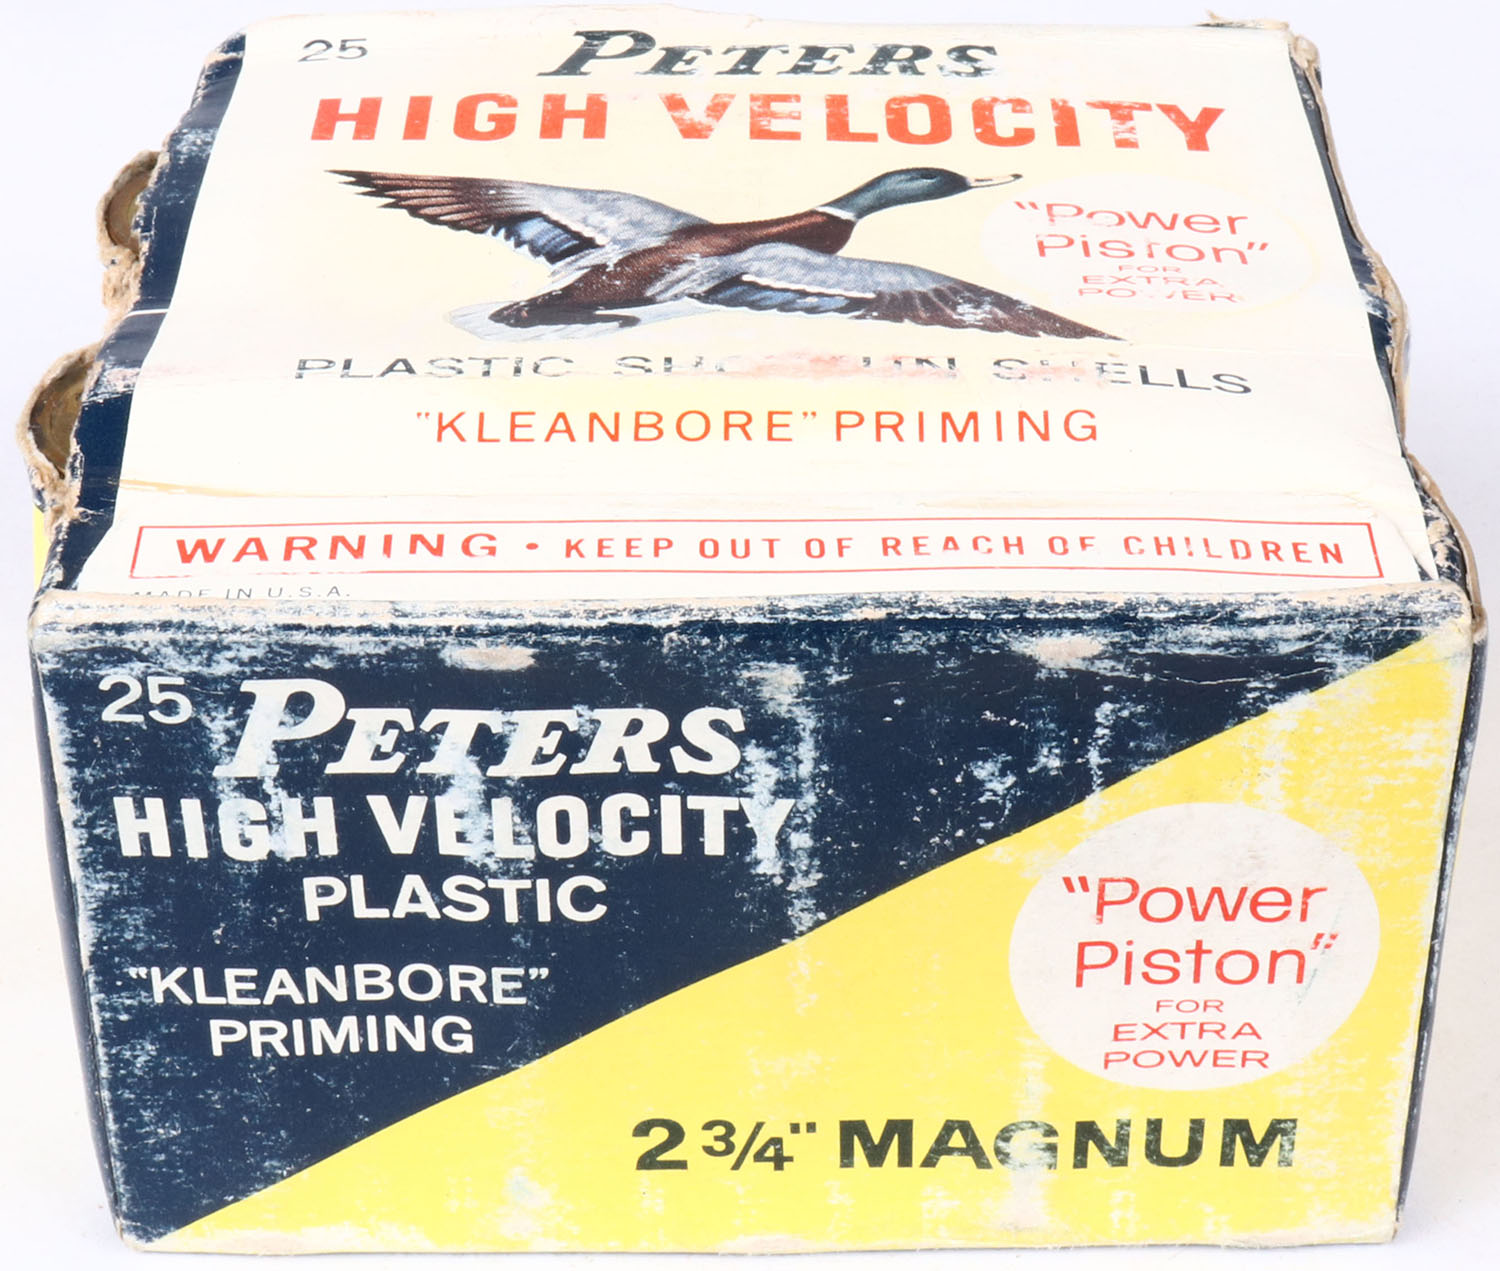 25 PETERS
HIGH VELOCITY
"Power
Piston"
FOR
EXTRA
POWER
PLASTIC SHELLS
"KLEANBORE" PRIMING
WARNING • KEEP OUT OF REACH OF CHILDREN
MADE IN U.S.A.
25 PETERS
HIGH VELOCITY
PLASTIC
"KLEANBORE"
PRIMING
"Power
Piston"
FOR
EXTRA
POWER
2 3/4" MAGNUM